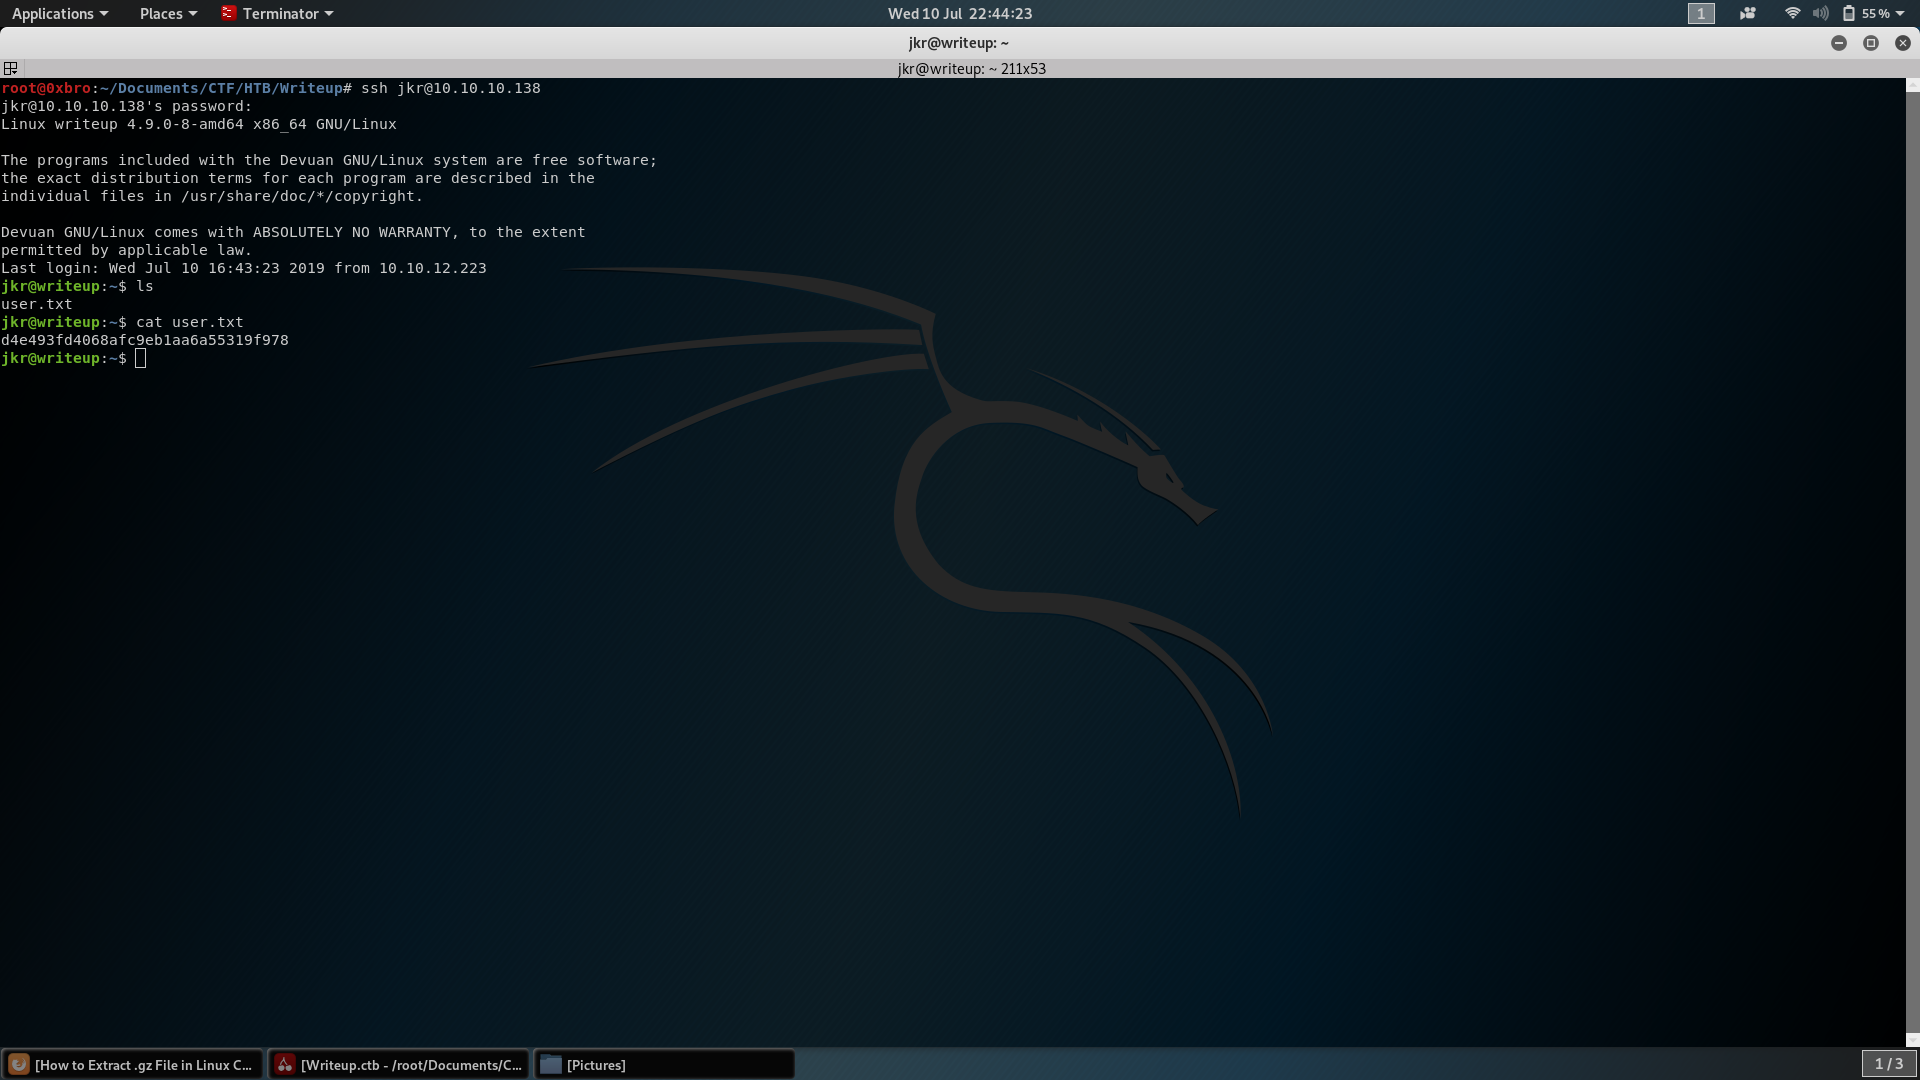 Applications Places Terminator Wed 10 Jul 22:44:23 1 55 %
jkr@writeup: ~
jkr@writeup: ~ 211x53
root@0xbro:~/Documents/CTF/HTB/Writeup# ssh jkr@10.10.10.138
jkr@10.10.10.138's password:
Linux writeup 4.9.0-8-amd64 x86_64 GNU/Linux
The programs included with the Devuan GNU/Linux system are free software;
the exact distribution terms for each program are described in the
individual files in /usr/share/doc/*/copyright.
Devuan GNU/Linux comes with ABSOLUTELY NO WARRANTY, to the extent
permitted by applicable law.
Last login: Wed Jul 10 16:43:23 2019 from 10.10.12.223
jkr@writeup:~$ ls
user.txt
jkr@writeup:~$ cat user.txt
d4e493fd4068afc9eb1aa6a55319f978
jkr@writeup:~$
[How to Extract .gz File in Linux C... [Writeup.ctb - /root/Documents/C... [Pictures] 1 / 3